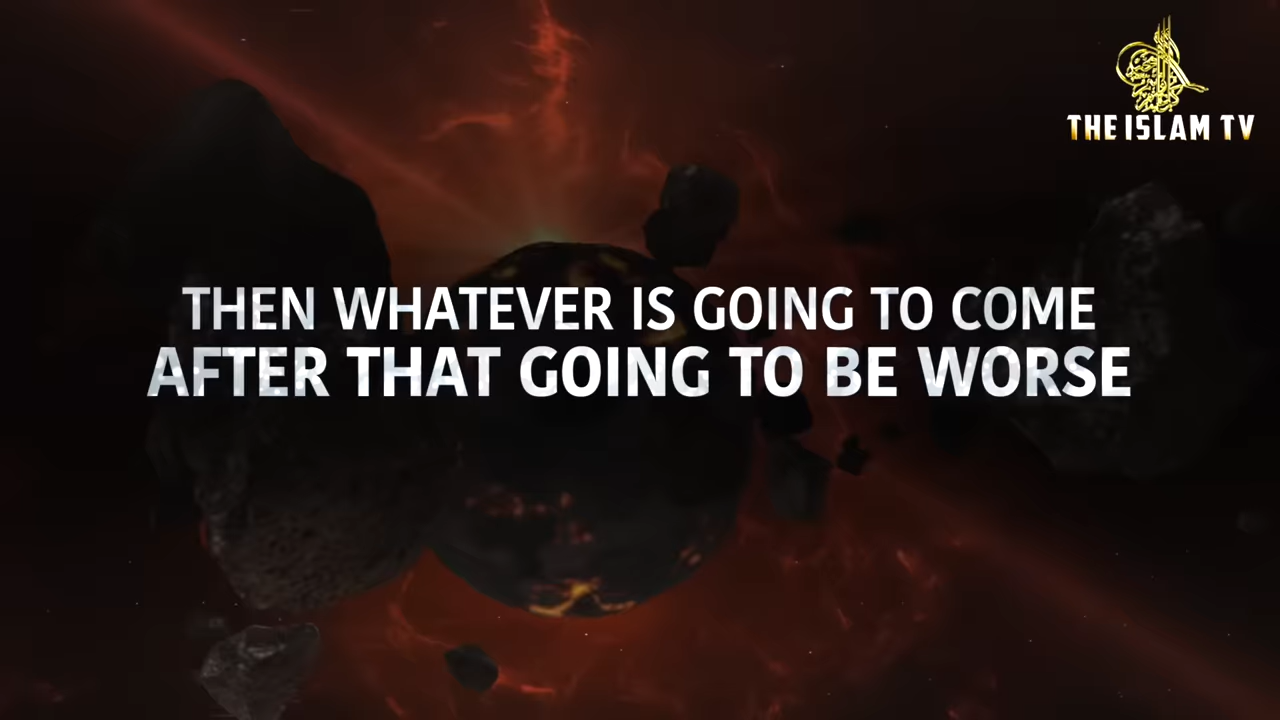 THE ISLAM TV
THEN WHATEVER IS GOING TO COME
AFTER THAT GOING TO BE WORSE